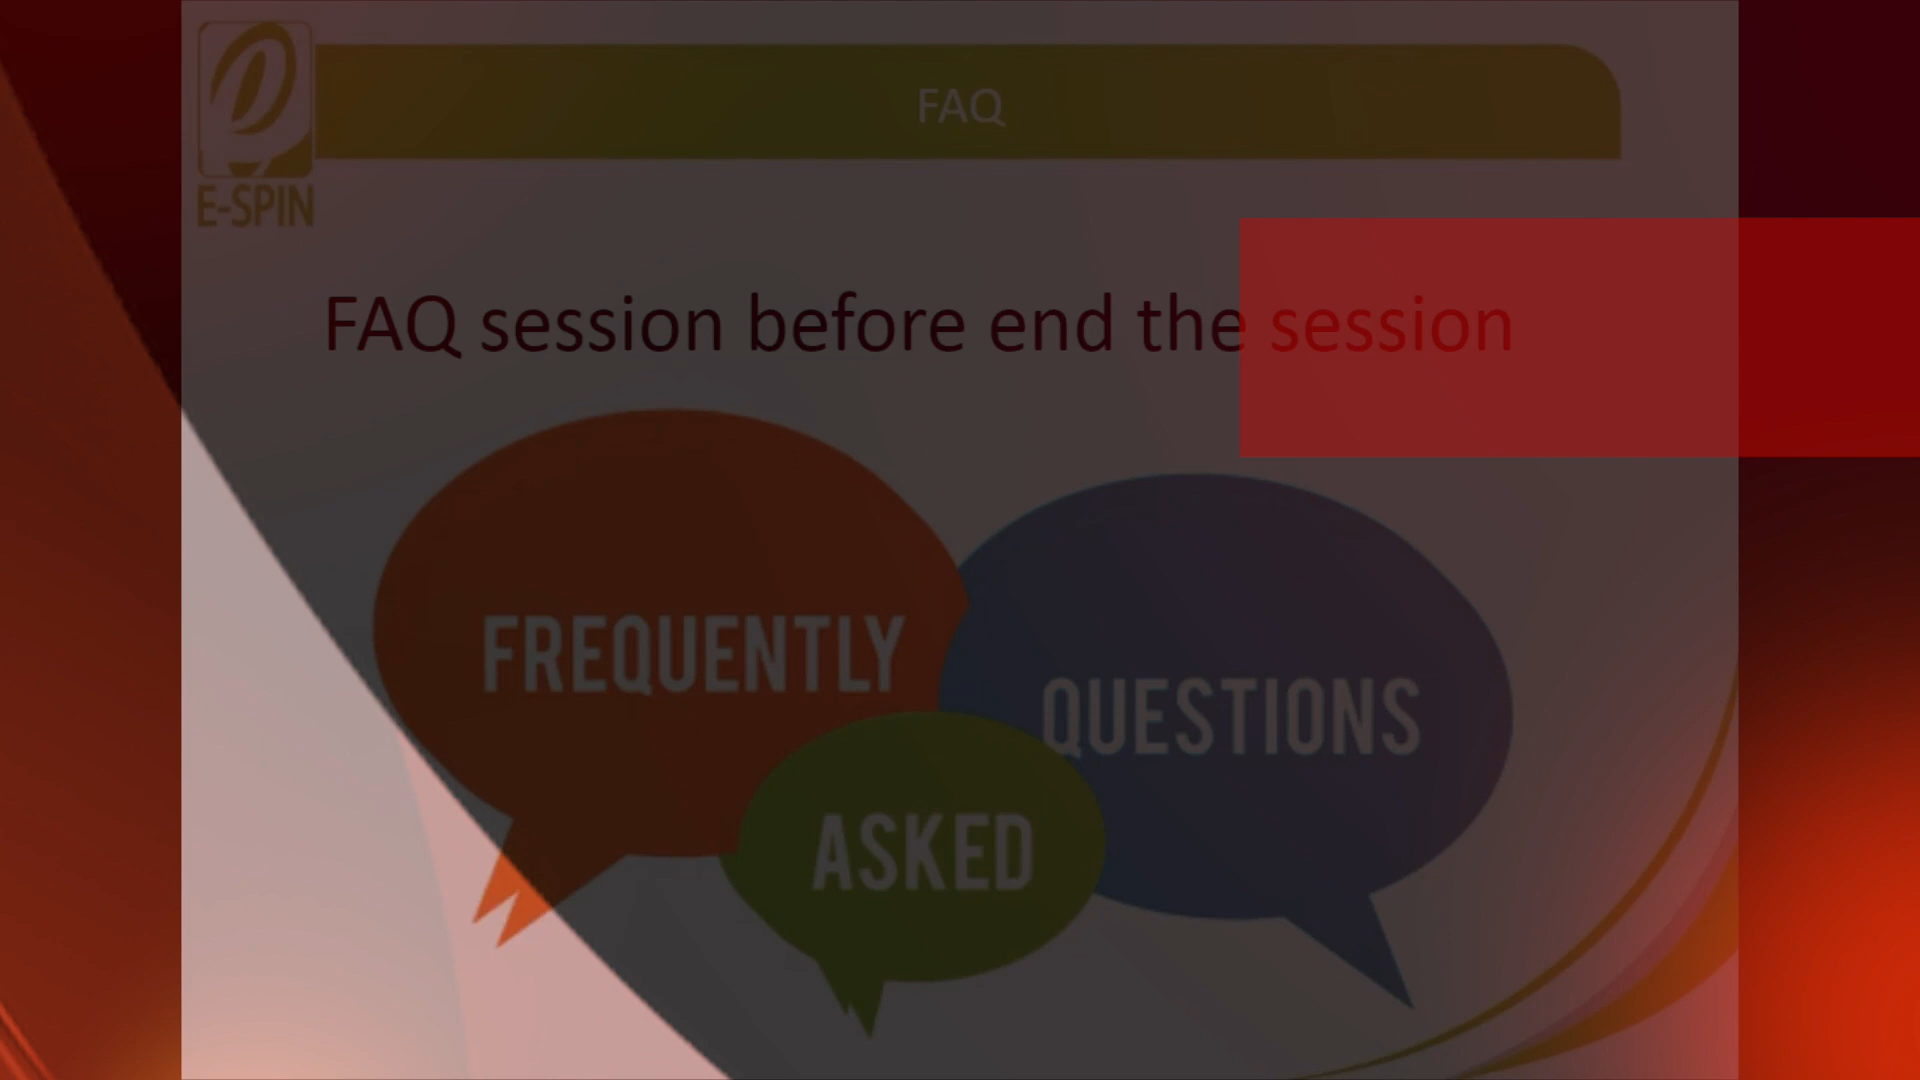 FAQ
E-SPIN
FAQ session before end the session
FREQUENTLY
QUESTIONS
ASKED